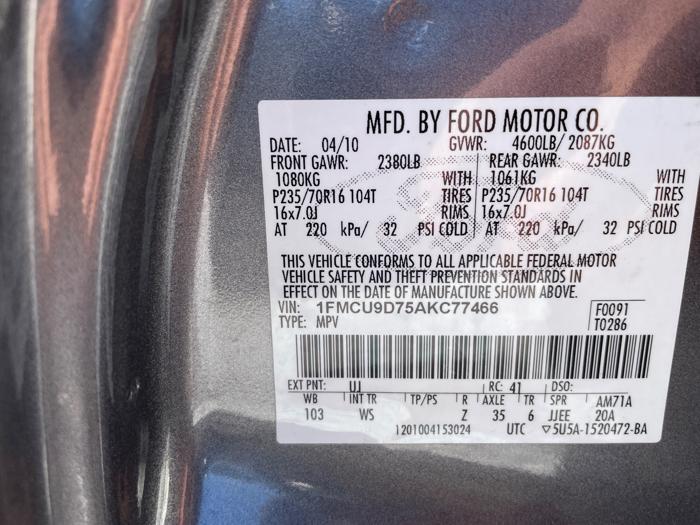 MFD. BY FORD MOTOR CO.
DATE: 04/10 GVWR: 4600LB/ 2087KG
FRONT GAWR: 2380LB REAR GAWR: 2340LB
1080KG WITH 1061KG WITH
P235/70R16 104T TIRES P235/70R16 104T TIRES
16x7.0J RIMS 16x7.0J RIMS
AT 220 kPa/ 32 PSI COLD AT 220 kPa/ 32 PSI COLD
THIS VEHICLE CONFORMS TO ALL APPLICABLE FEDERAL MOTOR
VEHICLE SAFETY AND THEFT PREVENTION STANDARDS IN
EFFECT ON THE DATE OF MANUFACTURE SHOWN ABOVE.
VIN: 1FMCU9D75AKC77466 F0091
TYPE: MPV T0286
EXT PNT: UJ RC: 41 DSO:
WB INT TR TP/PS R AXLE TR SPR AM71A
103 WS Z 35 6 JJEE 20A
1201004153024 UTC ▽5U5A-1520472-BA